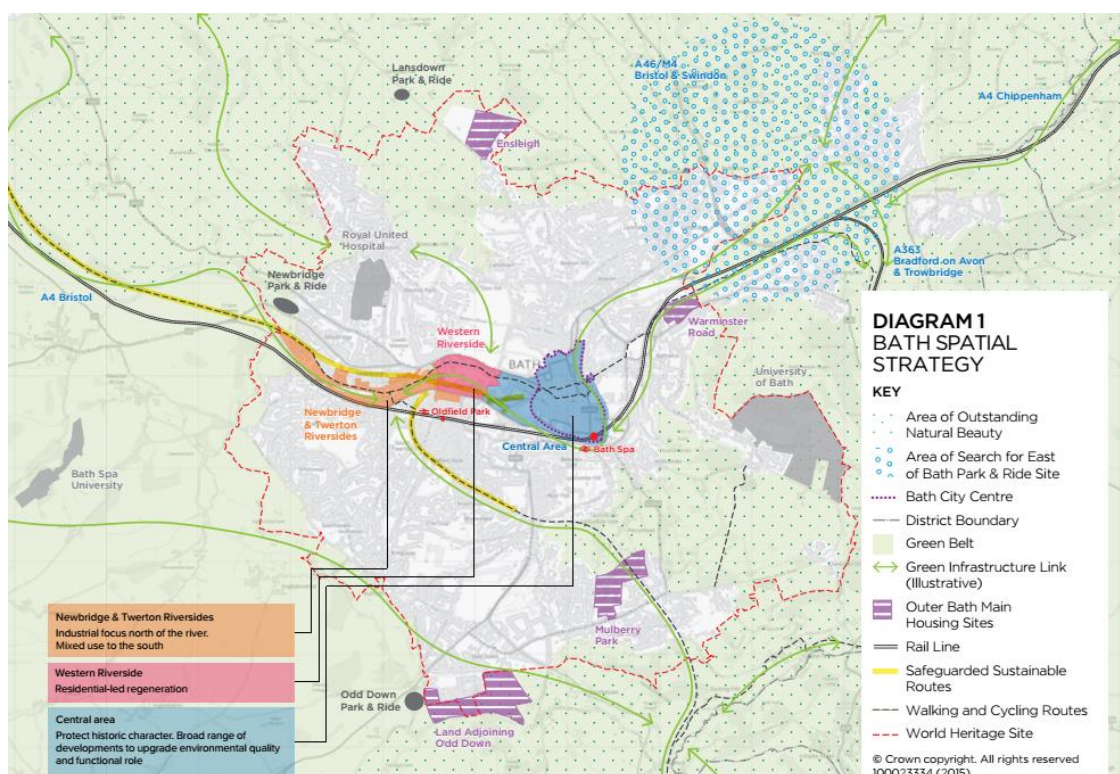 Lansdown
Park & Ride
A46/M4
Bristol & Swindon
A4 Chippenham
Ensleigh
Royal United
Hospital
Newbridge
Park & Ride
A4 Bristol
A363
Bradford on Avon
& Trowbridge
Western
Riverside
BATH
Warminster
Road
University
of Bath
Newbridge
& Twerton
Riversides
Oldfield Park
Central Area
Bath Spa
Bath Spa
University
Mulberry
Park
Odd Down
Park & Ride
Land Adjoining
Odd Down
Newbridge & Twerton Riversides
Industrial focus north of the river.
Mixed use to the south
Western Riverside
Residential-led regeneration
Central area
Protect historic character. Broad range of
developments to upgrade environmental quality
and functional role
DIAGRAM 1
BATH SPATIAL
STRATEGY
KEY
Area of Outstanding
Natural Beauty
Area of Search for East
of Bath Park & Ride Site
Bath City Centre
District Boundary
Green Belt
Green Infrastructure Link
(Illustrative)
Outer Bath Main
Housing Sites
Rail Line
Safeguarded Sustainable
Routes
Walking and Cycling Routes
World Heritage Site
© Crown copyright. All rights reserved
100023334 (2015)